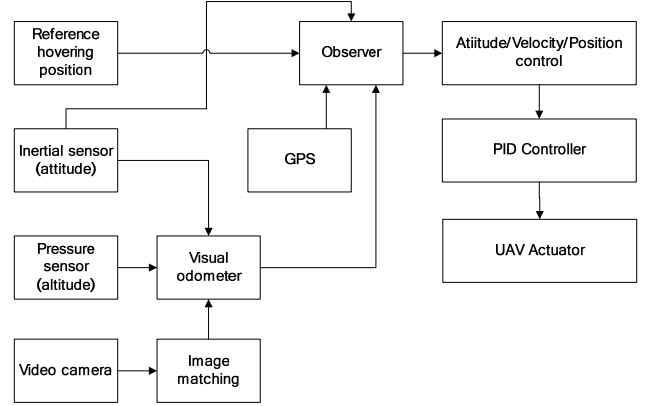 Reference
hovering
position
Observer
Atiitude/Velocity/Position
control
Inertial sensor
(attitude)
GPS
PID Controller
Pressure
sensor
(altitude)
Visual
odometer
UAV Actuator
Video camera
Image
matching